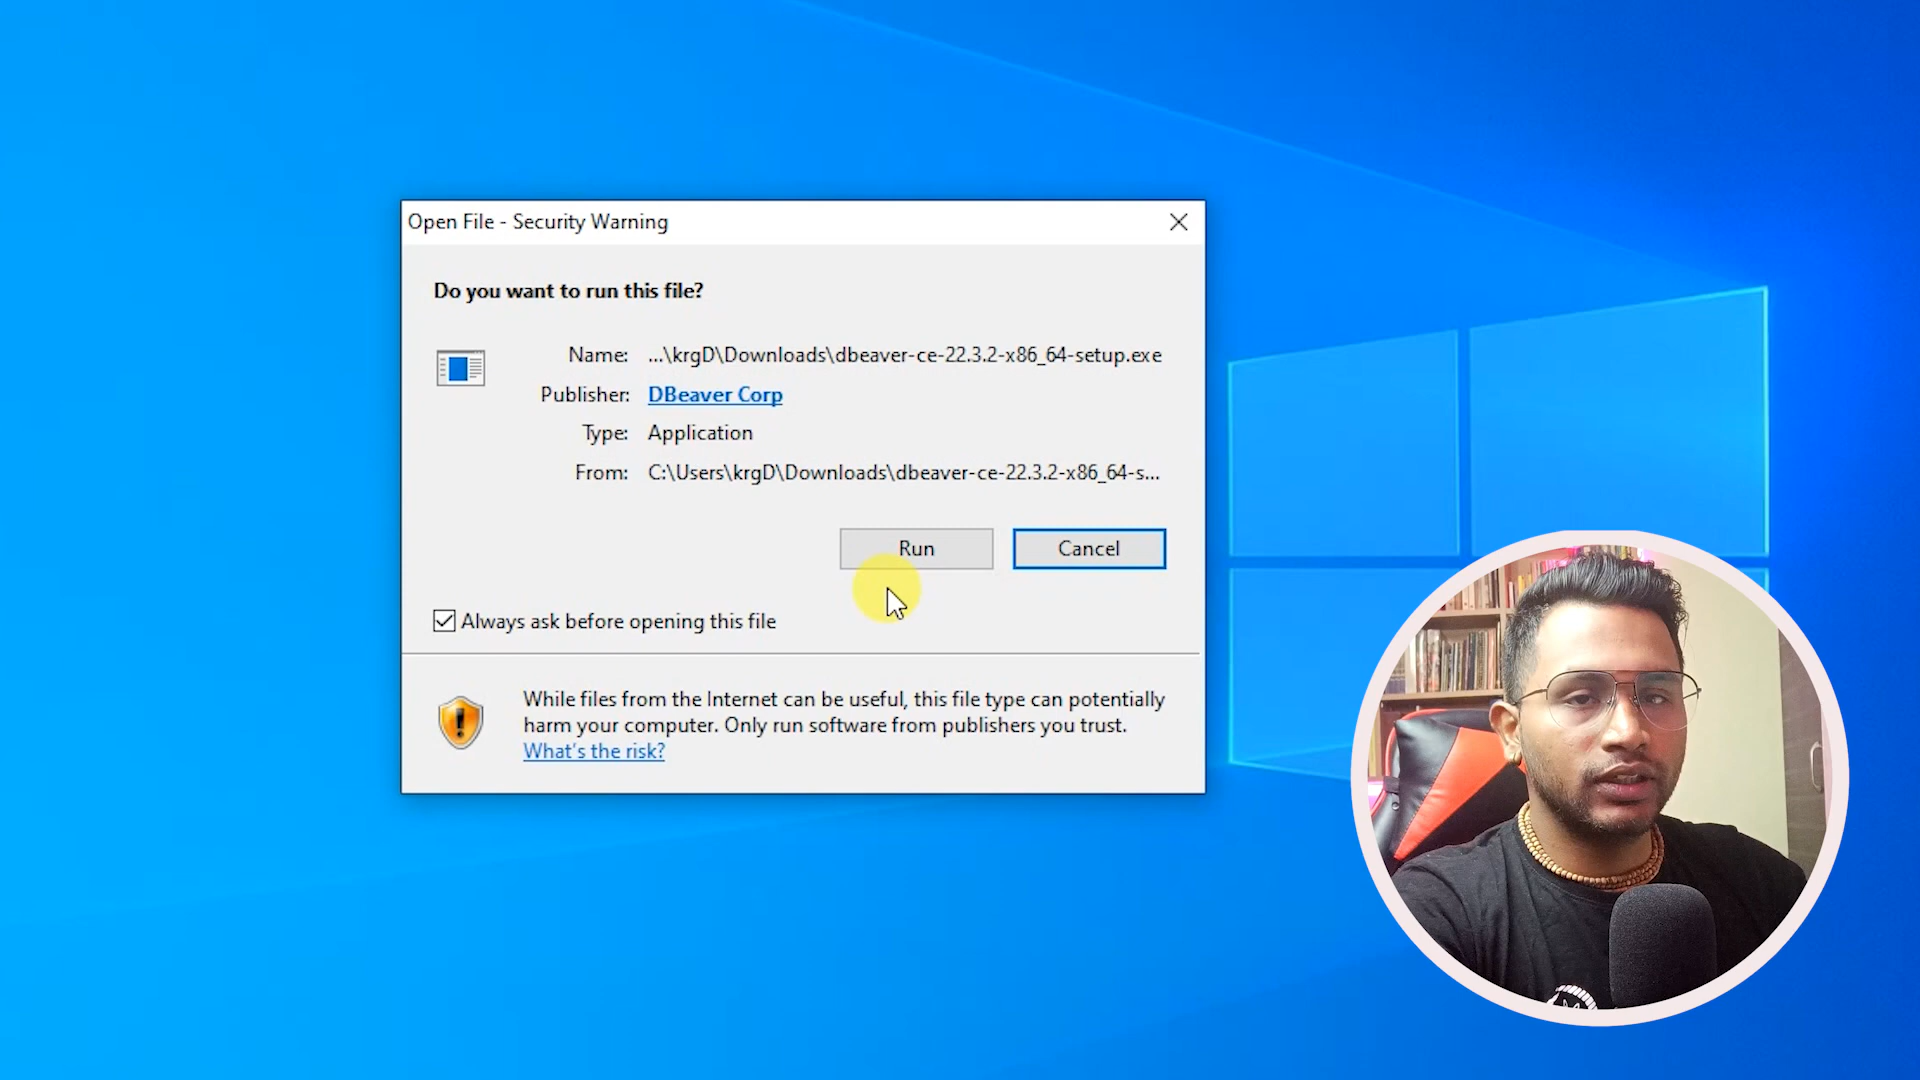 Open File - Security Warning
Do you want to run this file?
Name: ...\krgD\Downloads\dbeaver-ce-22.3.2-x86_64-setup.exe
Publisher: DBeaver Corp
Type: Application
From: C:\Users\krgD\Downloads\dbeaver-ce-22.3.2-x86_64-s...
Run Cancel
Always ask before opening this file
While files from the Internet can be useful, this file type can potentially
harm your computer. Only run software from publishers you trust.
What's the risk?